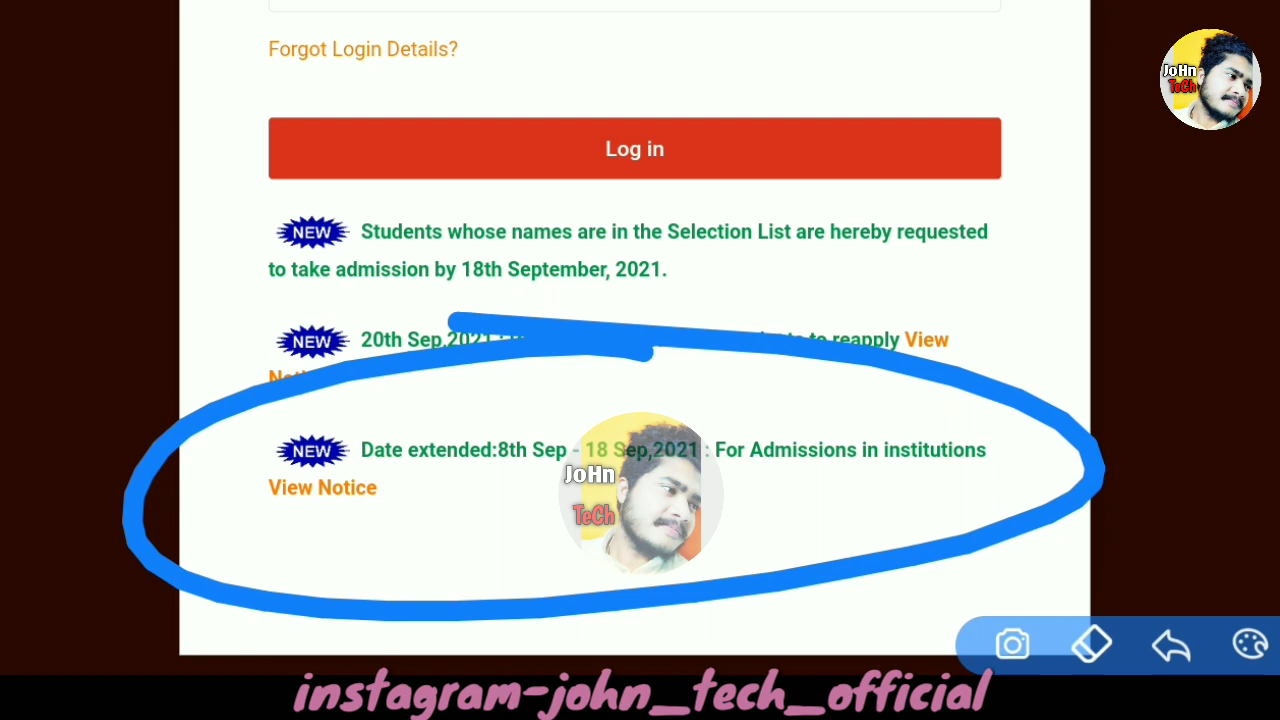 Forgot Login Details?
JoHn
TeCh
Log in
NEW Students whose names are in the Selection List are hereby requested
to take admission by 18th September, 2021.
NEW 20th Sep,2021 : to reapply View
NEW Date extended:8th Sep - 18 Sep,2021 : For Admissions in institutions
View Notice
JoHn
TeCh
instagram-john_tech_official